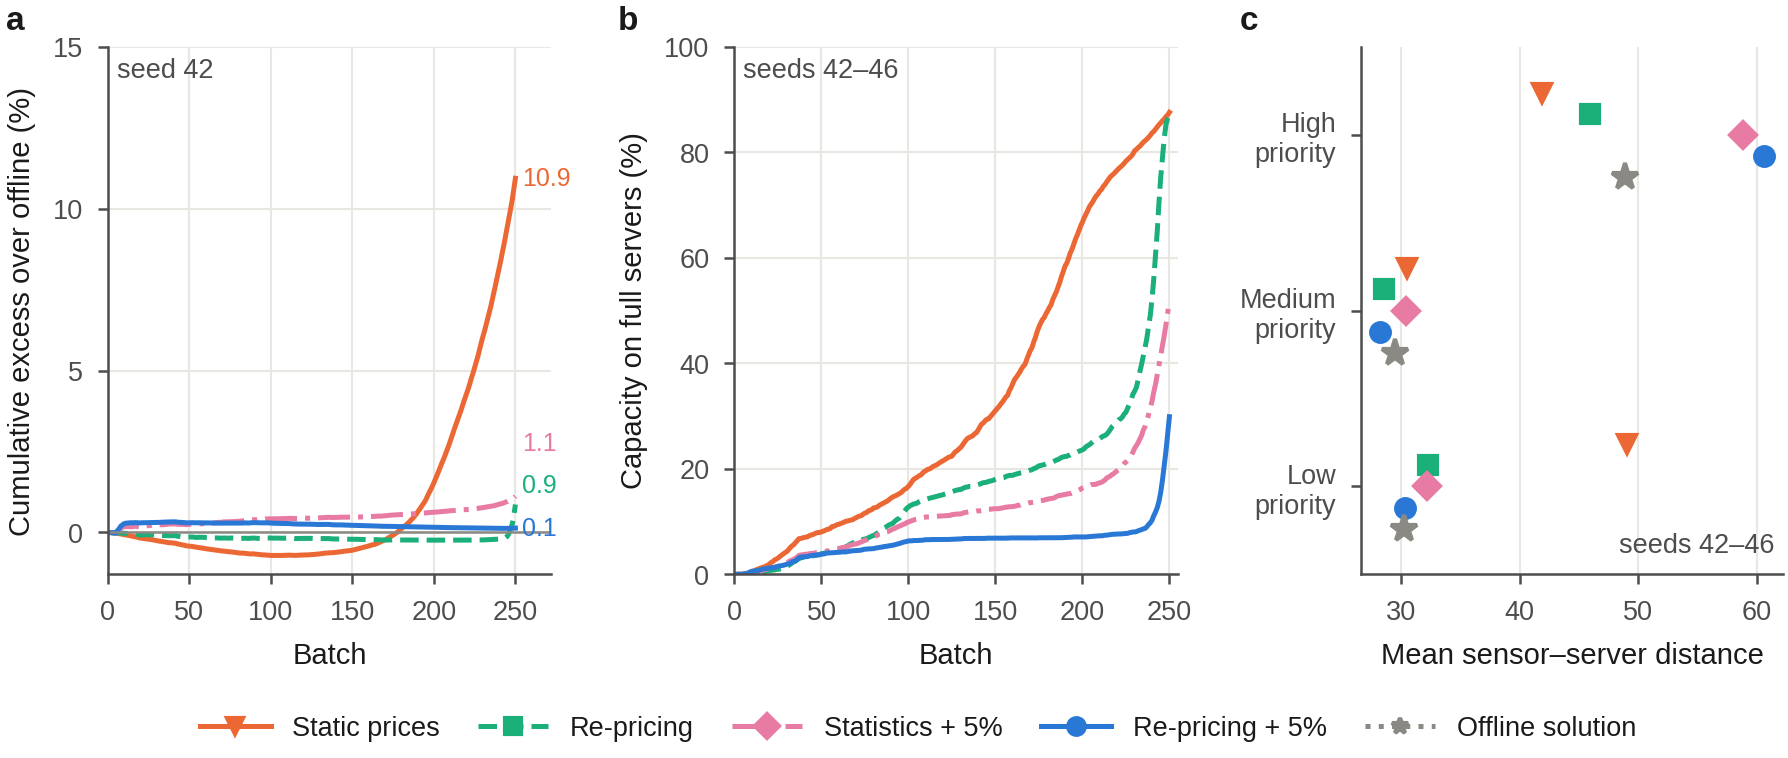 a
b
c
Cumulative excess over offline (%)
15
10
5
0
seed 42
10.9
1.1
0.9
0.1
0 50 100 150 200 250
Batch
Capacity on full servers (%)
100
80
60
40
20
0
seeds 42–46
0 50 100 150 200 250
Batch
High
priority
Medium
priority
Low
priority
seeds 42–46
30 40 50 60
Mean sensor–server distance
Static prices
Re-pricing
Statistics + 5%
Re-pricing + 5%
Offline solution